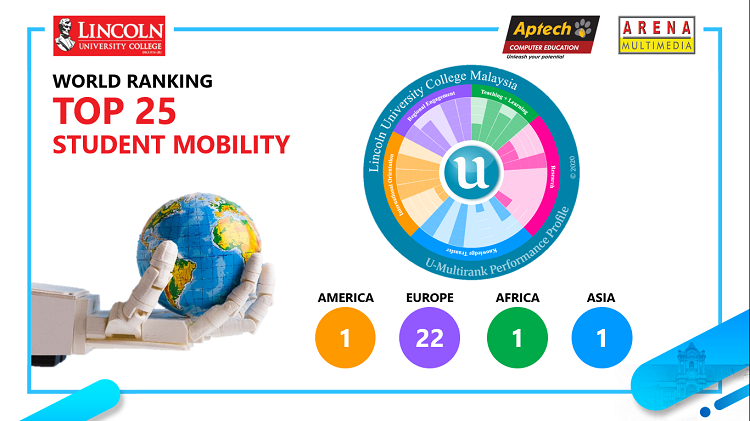 LINCOLN
UNIVERSITY COLLEGE
Aptech
COMPUTER EDUCATION
Unleash your potential
ARENA
MULTIMEDIA
WORLD RANKING
TOP 25
STUDENT MOBILITY
Lincoln University College Malaysia
Teaching + Learning
Research
Knowledge Transfer
International Orientation
Regional Engagement
u
© 2020
U-Multirank Performance Profile
AMERICA
EUROPE
AFRICA
ASIA
1
22
1
1